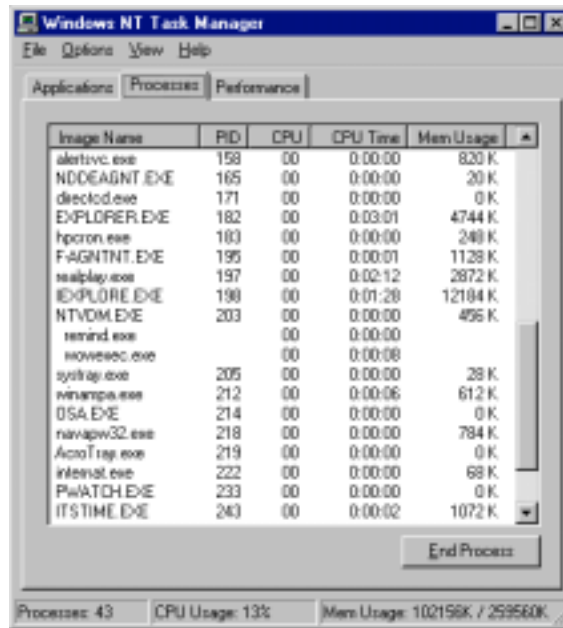 Windows NT Task Manager
File Options View Help
Applications Processes Performance
Image Name PID CPU CPU Time Mem Usage
alertsvc.exe 158 00 0:00:00 820 K
NDDEAGNT.EXE 165 00 0:00:00 20 K
directcd.exe 171 00 0:00:00 0 K
EXPLORER.EXE 182 00 0:03:01 4744 K
hpcron.exe 183 00 0:00:00 248 K
F-AGNTNT.EXE 195 00 0:00:01 1128 K
realplay.exe 197 00 0:02:12 2872 K
IEXPLORE.EXE 198 00 0:01:28 12184 K
NTVDM.EXE 203 00 0:00:00 456 K
remind.exe 00 0:00:00
wowexec.exe 00 0:00:08
systray.exe 205 00 0:00:00 28 K
winampa.exe 212 00 0:00:06 612 K
OSA.EXE 214 00 0:00:00 0 K
navapw32.exe 218 00 0:00:00 784 K
AcroTray.exe 219 00 0:00:00 0 K
internat.exe 222 00 0:00:00 68 K
PWATCH.EXE 233 00 0:00:00 0 K
ITSTIME.EXE 243 00 0:00:02 1072 K
End Process
Processes: 43 CPU Usage: 13% Mem Usage: 102156K / 259560K